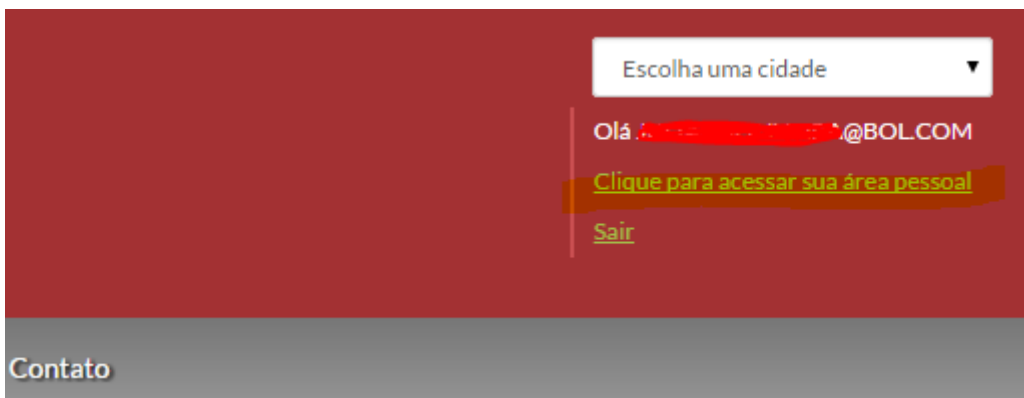 Escolha uma cidade
Olá @BOL.COM
Clique para acessar sua área pessoal
Sair
Contato